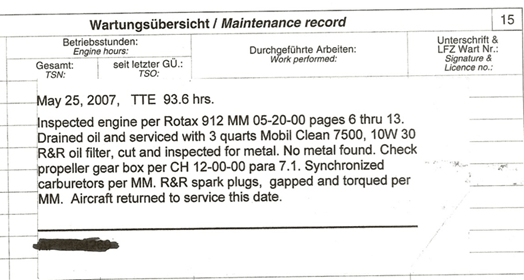 Wartungsübersicht / Maintenance record
15
Betriebsstunden:
Engine hours:
Durchgeführte Arbeiten:
Work performed:
Unterschrift &
LFZ Wart Nr.:
Signature &
Licence no.:
Gesamt:
TSN:
seit letzter GÜ.:
TSO:
May 25, 2007, TTE 93.6 hrs.
Inspected engine per Rotax 912 MM 05-20-00 pages 6 thru 13.
Drained oil and serviced with 3 quarts Mobil Clean 7500, 10W 30
R&R oil filter, cut and inspected for metal. No metal found. Check
propeller gear box per CH 12-00-00 para 7.1. Synchronized
carburetors per MM. R&R spark plugs, gapped and torqued per
MM. Aircraft returned to service this date.